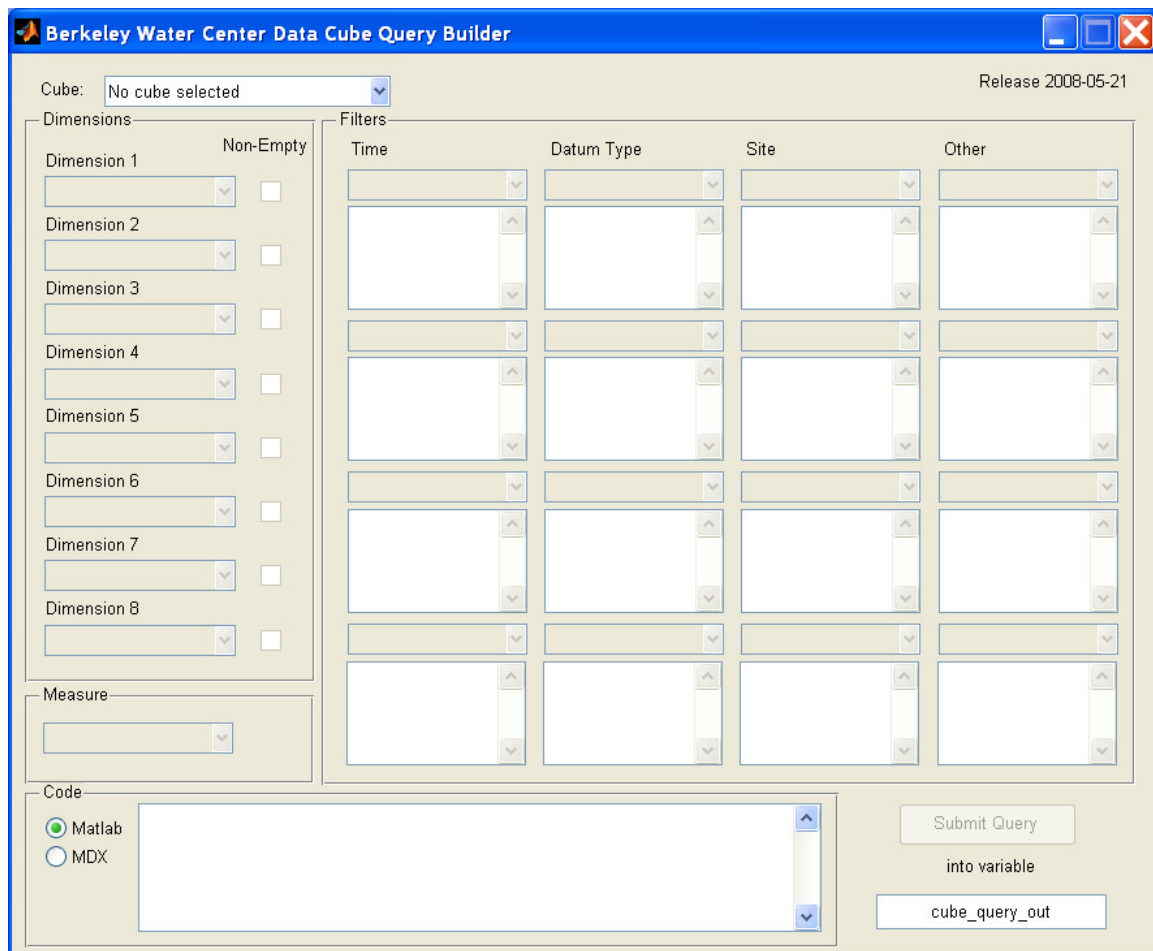 Berkeley Water Center Data Cube Query Builder
Cube: No cube selected
Release 2008-05-21
Dimensions
Non-Empty
Dimension 1
Dimension 2
Dimension 3
Dimension 4
Dimension 5
Dimension 6
Dimension 7
Dimension 8
Filters
Time Datum Type Site Other
Measure
Code
Matlab
MDX
Submit Query
into variable
cube_query_out